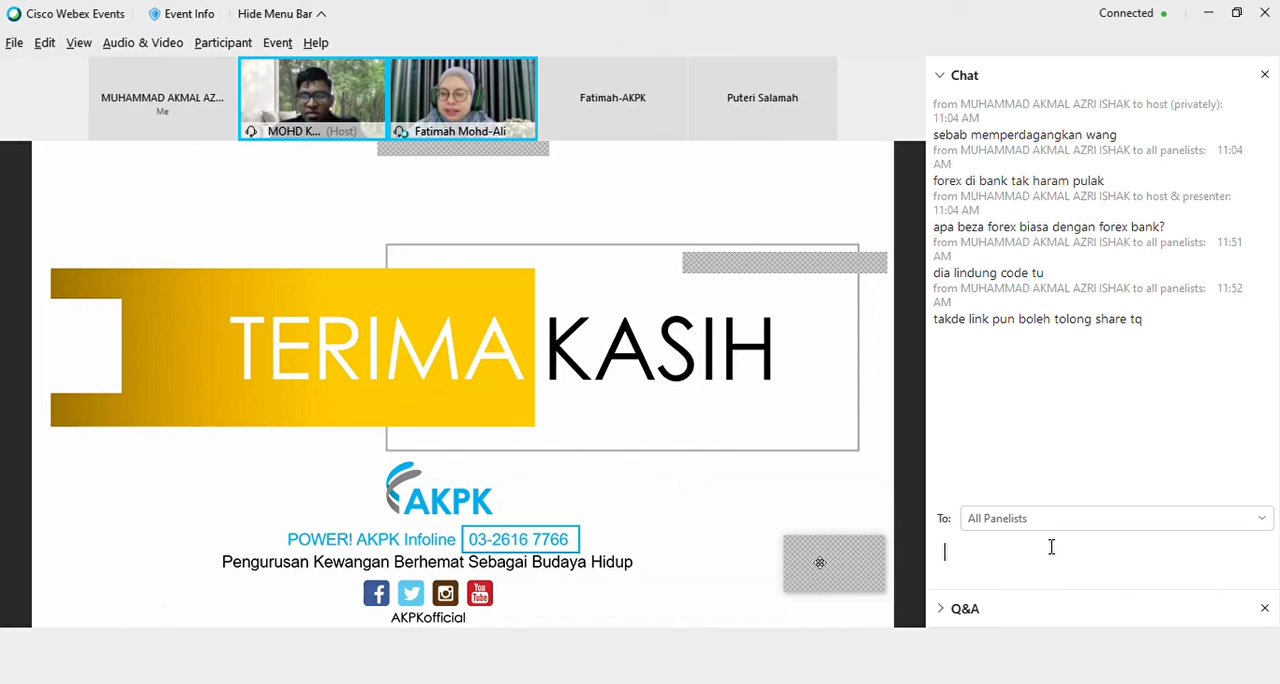 Cisco Webex Events
Event Info
Hide Menu Bar
Connected
File Edit View Audio & Video Participant Event Help
MUHAMMAD AKMAL AZ...
Me
MOHD K... (Host)
Fatimah Mohd-Ali
Fatimah-AKPK
Puteri Salamah
TERIMA KASIH
AKPK
POWER! AKPK Infoline 03-2616 7766
Pengurusan Kewangan Berhemat Sebagai Budaya Hidup
You
Tube
AKPKofficial
Chat
from MUHAMMAD AKMAL AZRI ISHAK to host (privately):
11:04 AM
sebab memperdagangkan wang
from MUHAMMAD AKMAL AZRI ISHAK to all panelists: 11:04
AM
forex di bank tak haram pulak
from MUHAMMAD AKMAL AZRI ISHAK to host & presenter:
11:04 AM
apa beza forex biasa dengan forex bank?
from MUHAMMAD AKMAL AZRI ISHAK to all panelists: 11:51
AM
dia lindung code tu
from MUHAMMAD AKMAL AZRI ISHAK to all panelists: 11:52
AM
takde link pun boleh tolong share tq
To: All Panelists
Q&A